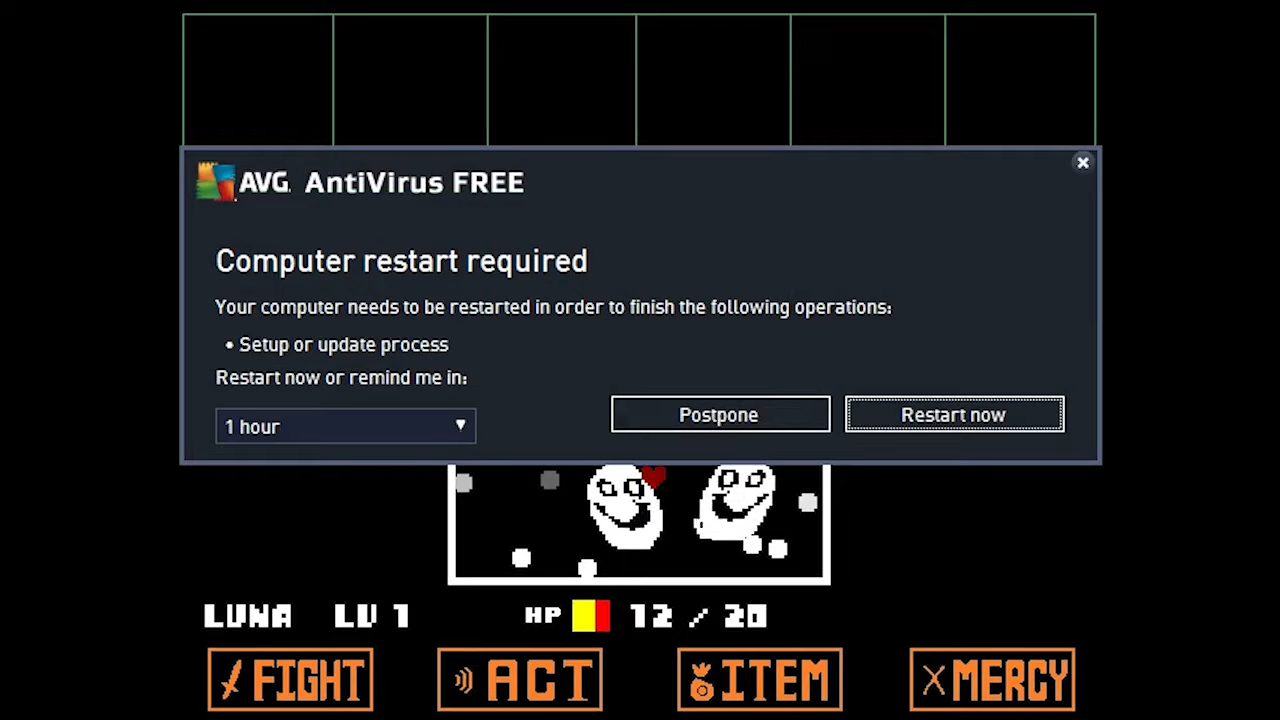 AVG. AntiVirus FREE
Computer restart required
Your computer needs to be restarted in order to finish the following operations:
• Setup or update process
Restart now or remind me in:
1 hour
Postpone
Restart now
LUNA LV 1 HP 12 / 20
FIGHT ACT ITEM MERCY